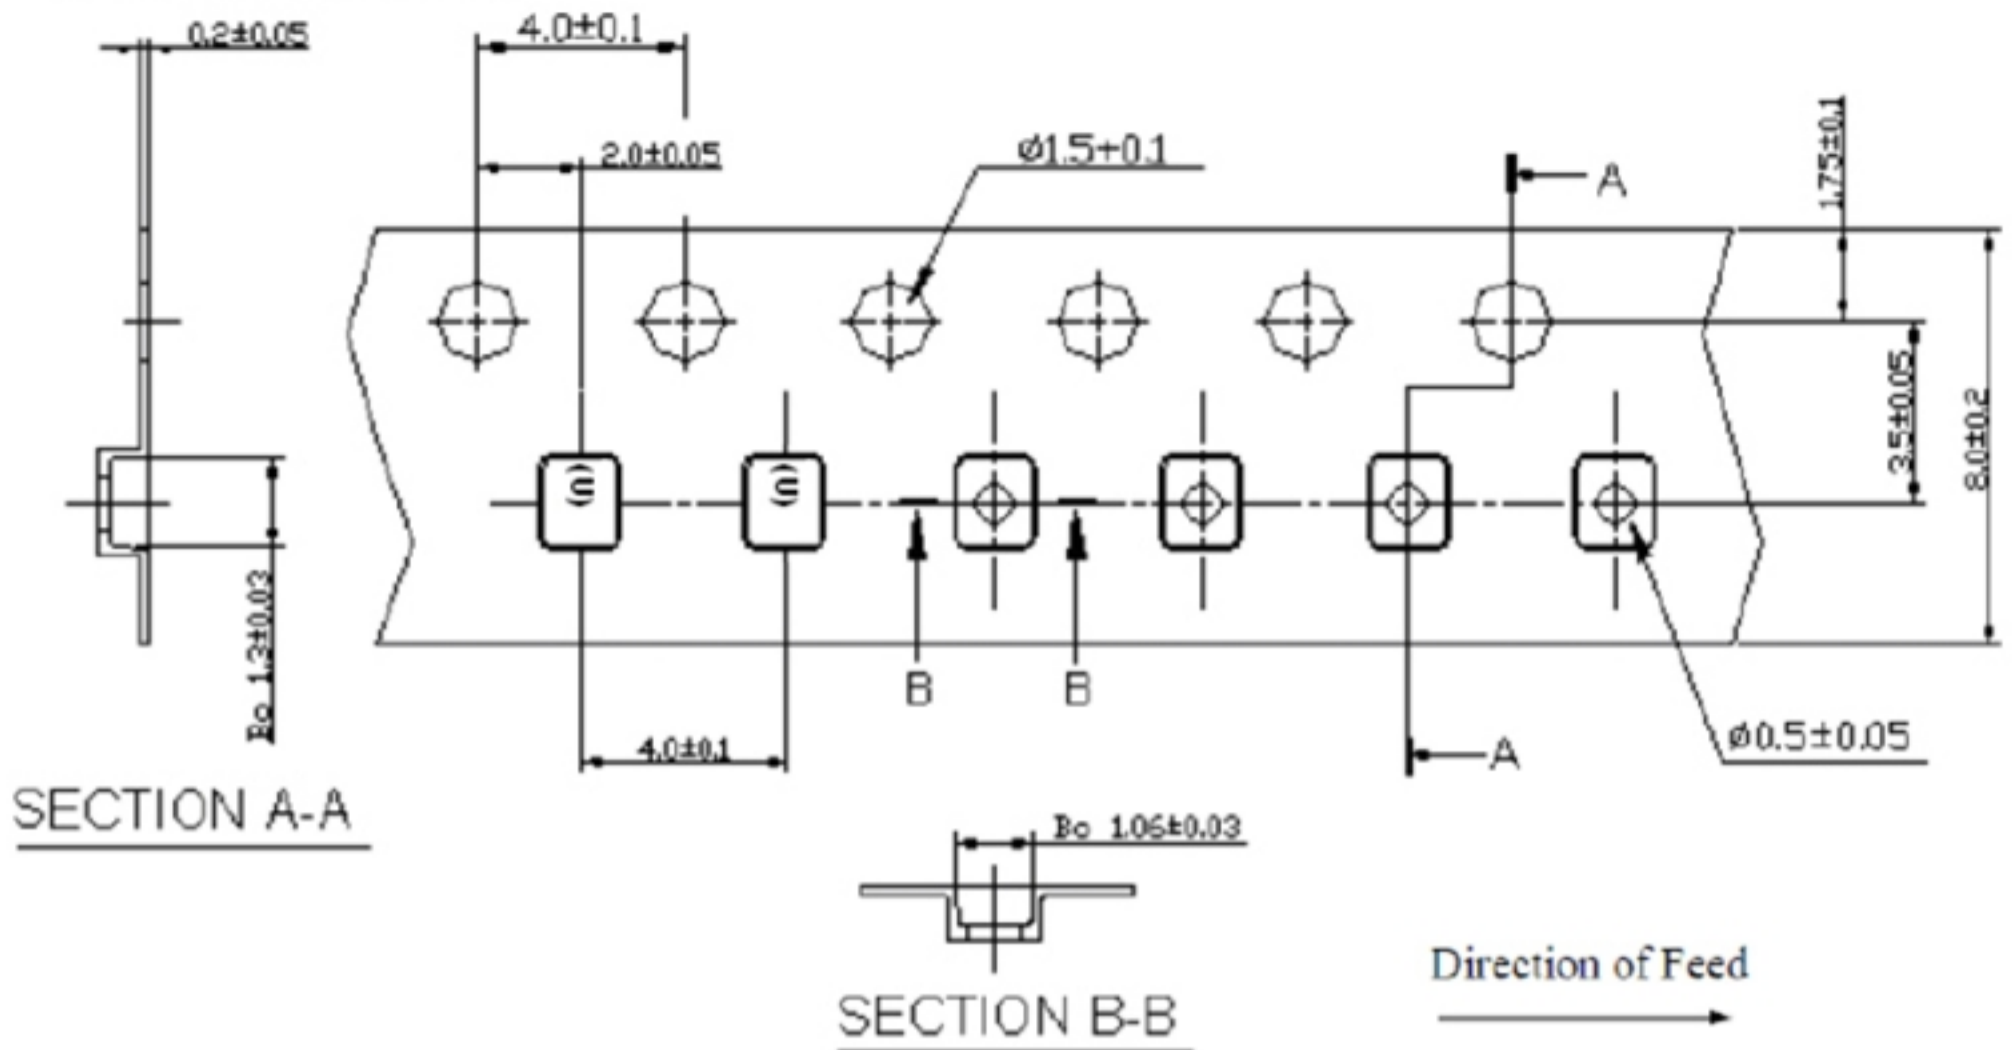 0.2±0.05
4.0±0.1
2.0±0.05
Ø1.5+0.1
A
1.75±0.1
3.5±0.05
8.0±0.2
Bo 1.3±0.03
B
B
4.0±0.1
A
Ø0.5±0.05
SECTION A-A
Bo 1.06±0.03
SECTION B-B
Direction of Feed